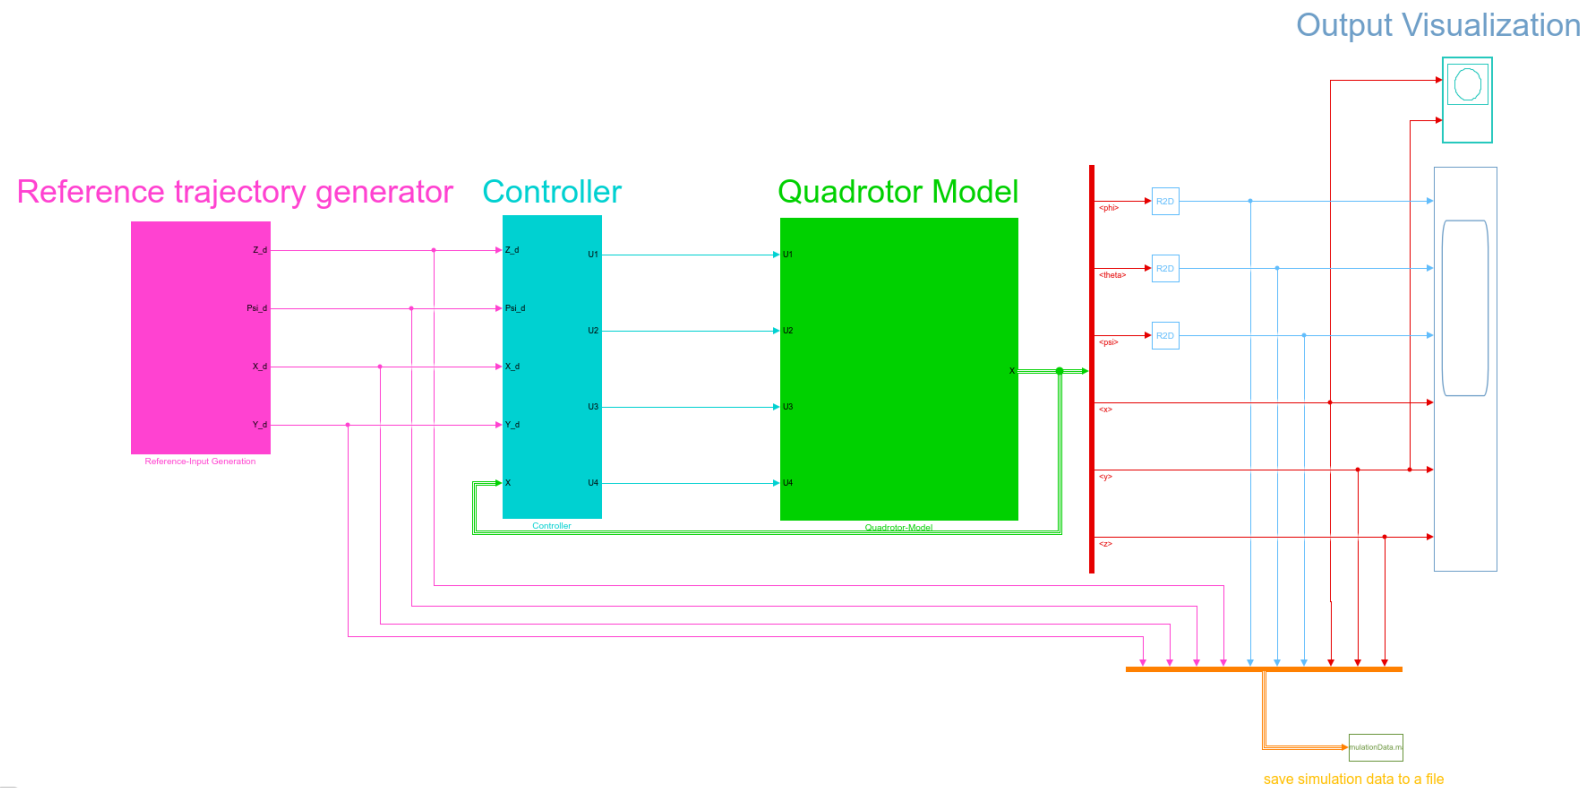 Output Visualization
Reference trajectory generator
Controller
Quadrotor Model
Z_d
Psi_d
X_d
Y_d
Reference-Input Generation
Z_d
Psi_d
X_d
Y_d
X
U1
U2
U3
U4
Controller
U1
U2
U3
U4
X
Quadrotor-Model
<phi>
<theta>
<psi>
<x>
<y>
<z>
R2D
R2D
R2D
mulationData.m
save simulation data to a file